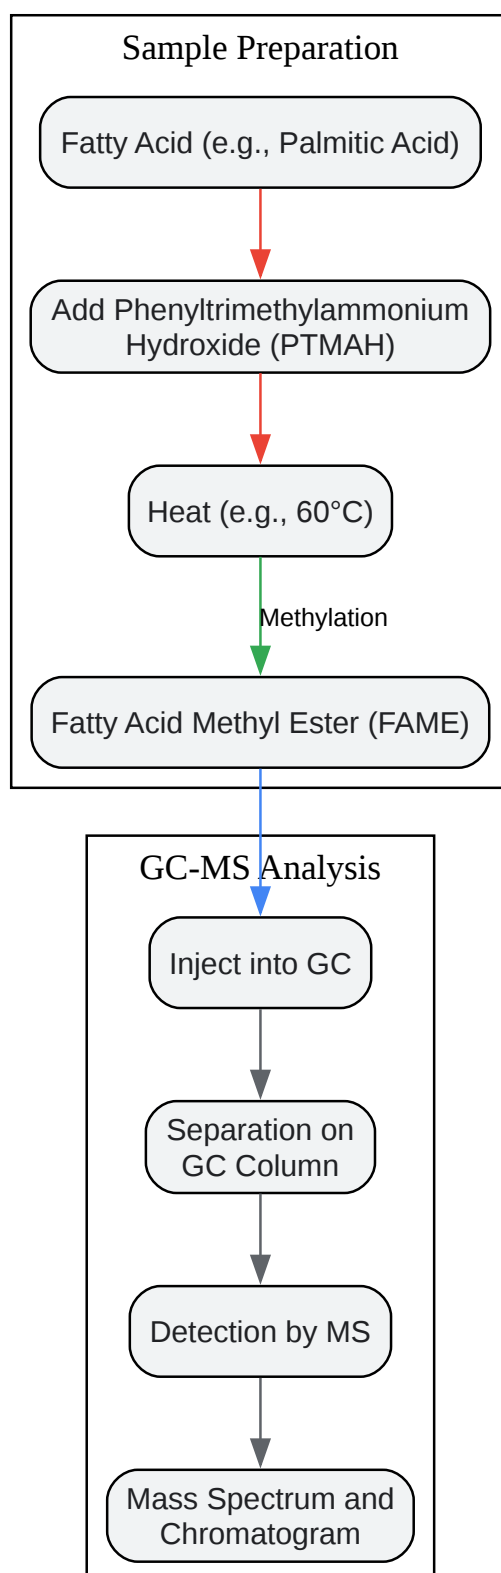 Sample Preparation
Fatty Acid (e.g., Palmitic Acid)
Add Phenyltrimethylammonium
Hydroxide (PTMAH)
Heat (e.g., 60°C)
Methylation
Fatty Acid Methyl Ester (FAME)
GC-MS Analysis
Inject into GC
Separation on
GC Column
Detection by MS
Mass Spectrum and
Chromatogram